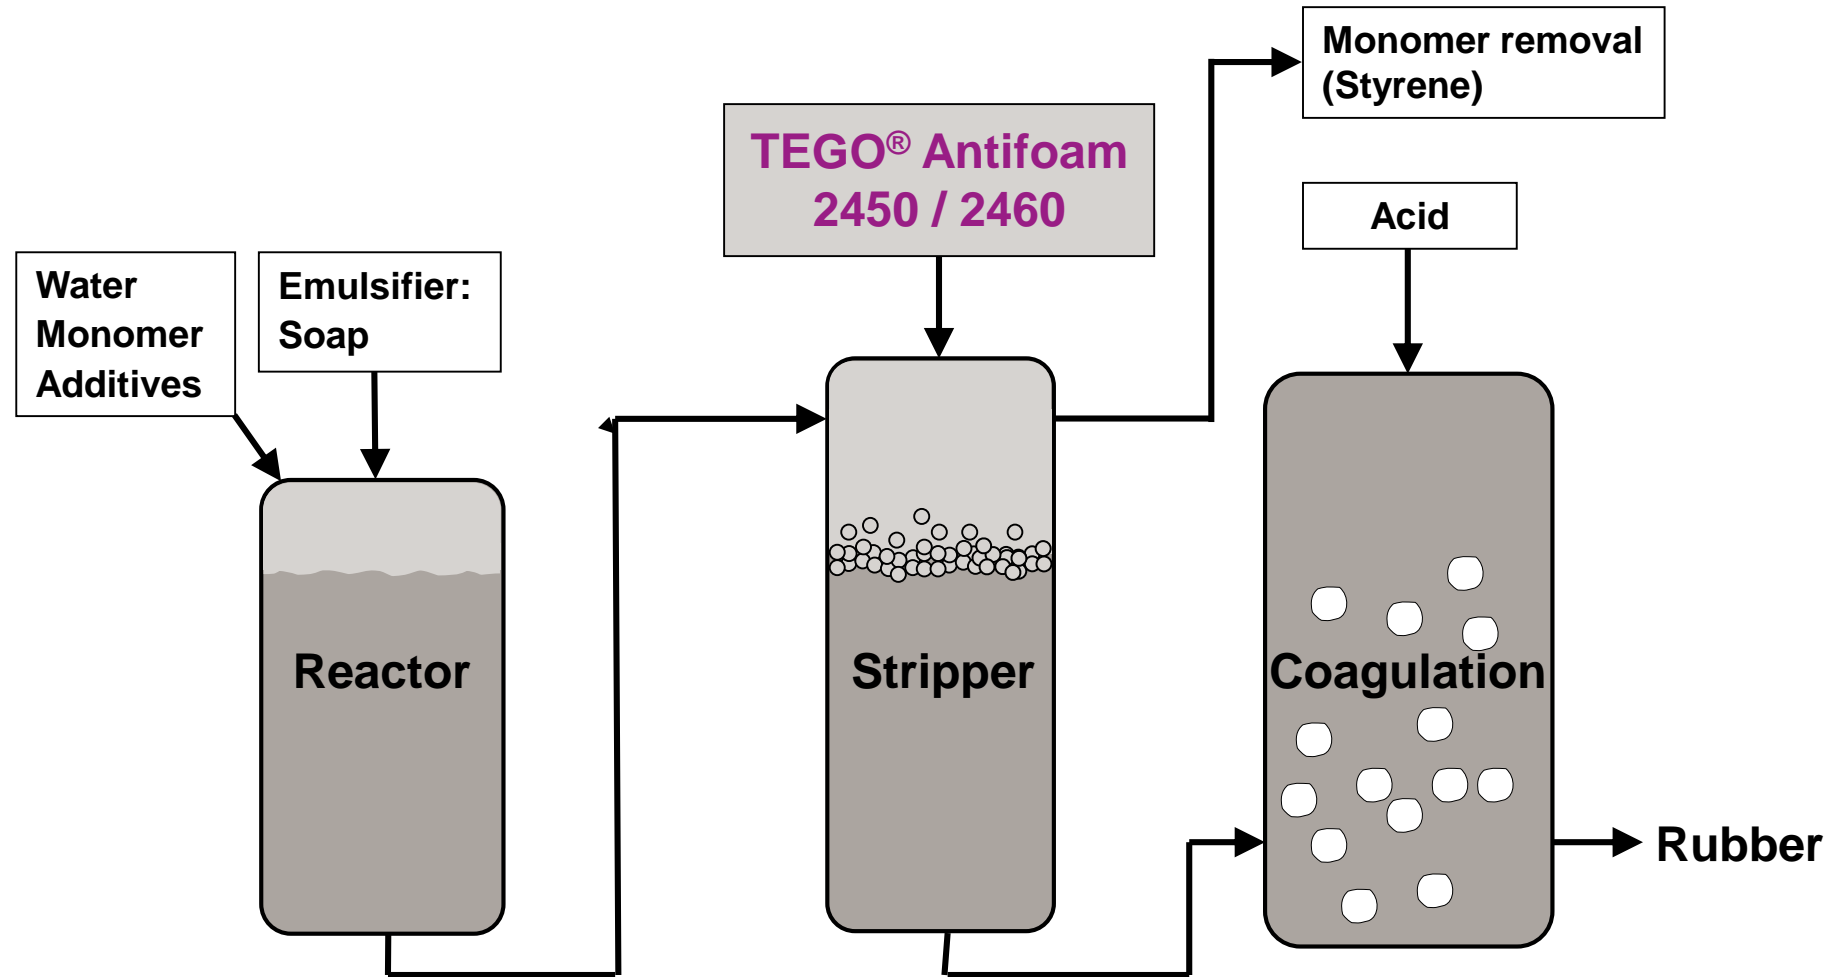 Monomer removal
(Styrene)
TEGO® Antifoam
2450 / 2460
Acid
Water
Monomer
Additives
Emulsifier:
Soap
Reactor
Stripper
Coagulation
Rubber